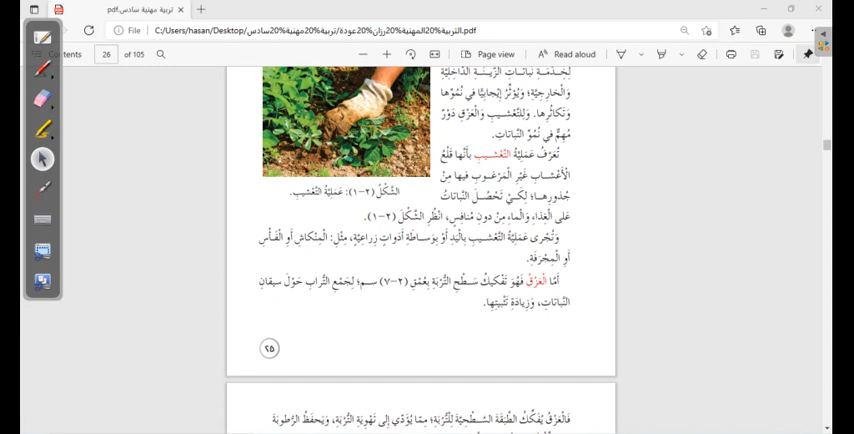 تربية مهنية سادس.pdf
File C:/Users/hasan/Desktop/التربية%20المهنية%20رزان%20عودة/تربية%20مهنية%20سادس.pdf
Contents 26 of 105 Page view Read aloud
لِخِدْمَةِ نَباتاتِ الزّينَةِ الدّاخِلِيَّةِ
وَالْخارِجِيَّةِ؛ وَيُؤَثِّرُ إيجابِيًّا في نُمُوِّها
وَتَكاثُرِها. وَلِلتَّعْشيبِ وَالْعَزْقِ دَوْرٌ
مُهِمٌّ في نُمُوِّ النَّباتاتِ.
تُعَرَّفُ عَمَلِيَّةُ التَّعْشيبِ بِأَنَّها قَلْعُ
الْأَعْشابِ غَيْرِ الْمَرْغوبِ فيها مِنْ
جُذورِها؛ لِكَيْ تَحْصُلَ النَّباتاتُ
عَلى الْغِذاءِ وَالْماءِ مِنْ دونِ مُنافِسٍ، انْظُرِ الشَّكْلَ (٢-١).
الشَّكْلُ (٢-١): عَمَلِيَّةُ التَّعْشيبِ.
وَتُجْرى عَمَلِيَّةُ التَّعْشيبِ بِالْيَدِ أَوْ بِوَساطَةِ أَدَواتٍ زِراعِيَّةٍ، مِثْلِ: الْمِنْكاشِ أَوِ الْفَأْسِ
أَوِ الْمِجْرَفَةِ.
أَمّا الْعَزْقُ فَهُوَ تَفْكيكُ سَطْحِ التُّرْبَةِ بِعُمْقِ (٢-٧) سم؛ لِجَمْعِ التُّرابِ حَوْلَ سيقانِ
النَّباتاتِ، وَزِيادَةِ تَثْبيتِها.
٢٥
فَالْعَزْقُ يُفَكِّكُ الطَّبَقَةَ السَّطْحِيَّةَ لِلتُّرْبَةِ؛ مِمّا يُؤَدّي إِلى تَهْوِيَةِ التُّرْبَةِ، وَيَحْفَظُ الرُّطوبَةَ